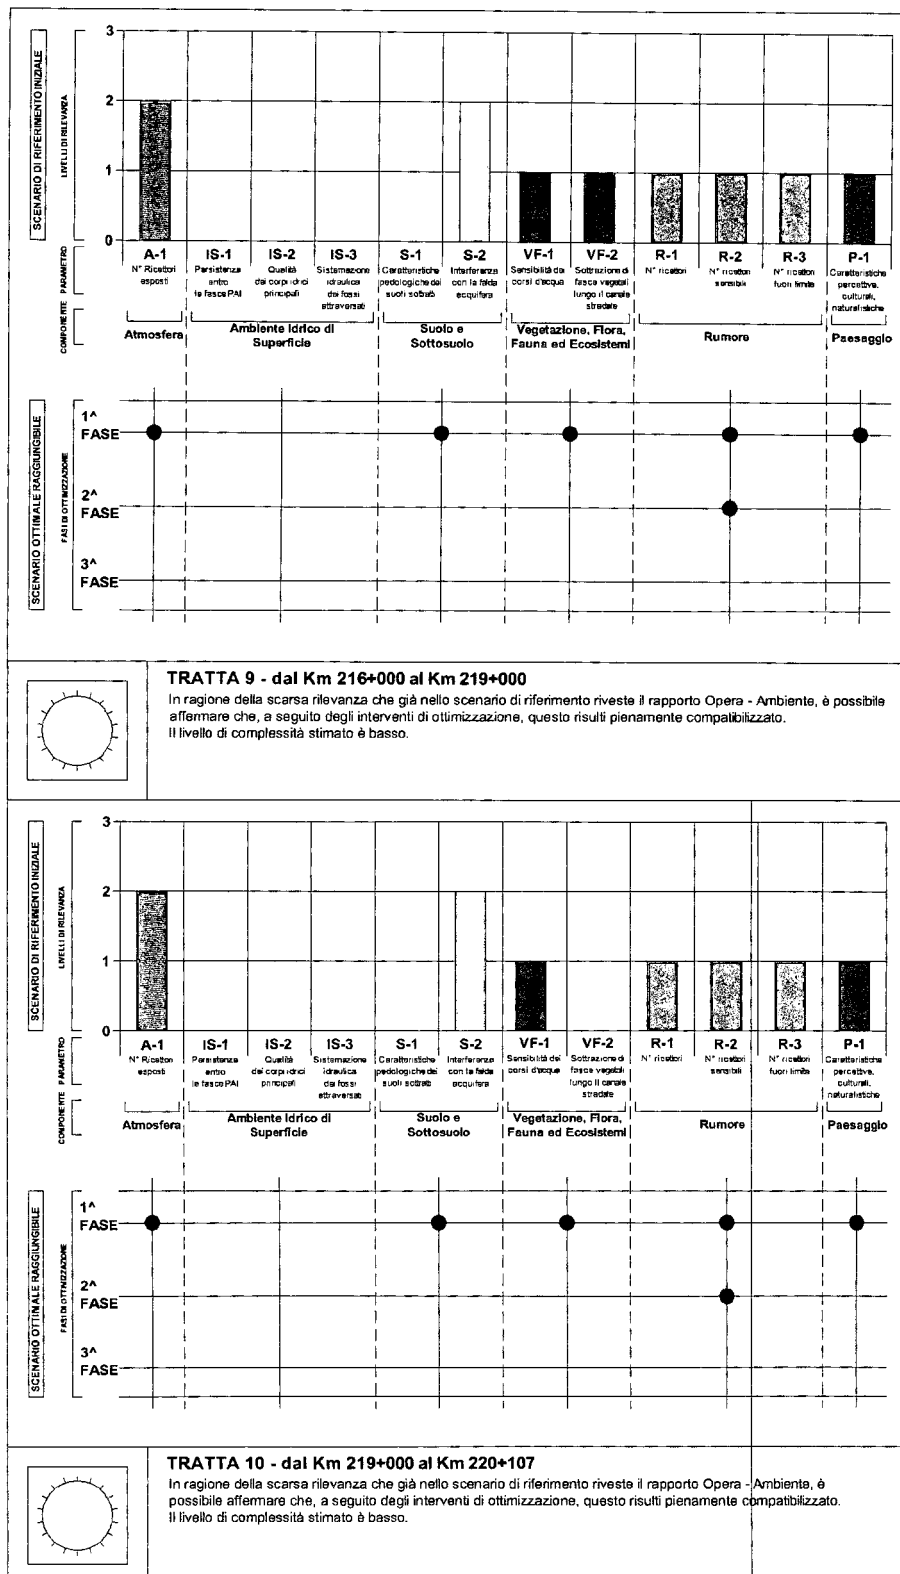 SCENARIO DI RIFERIMENTO INIZIALE
LIVELLI DI RILEVANZA
3
2
1
0
PARAMETRO
A-1 IS-1 IS-2 IS-3 S-1 S-2 VF-1 VF-2 R-1 R-2 R-3 P-1
N° Ricettori esposti
Persistenza entro le fasce PAI
Qualità dei corpi idrici principali
Sistemazione idraulica dei fossi attraversati
Caratteristiche pedologiche dei suoli sottratti
Interferenza con la falda acquifera
Sensibilità dei corsi d'acqua
Sottrazione di fasce vegetali lungo il canale stradale
N° ricettori
N° ricettori sensibili
N° ricettori fuori limite
Caratteristiche percettive, culturali, naturalistiche
COMPONENTE
Atmosfera
Ambiente Idrico di Superficie
Suolo e Sottosuolo
Vegetazione, Flora, Fauna ed Ecosistemi
Rumore
Paesaggio
SCENARIO OTTIMALE RAGGIUNGIBILE
FASI DI OTTIMIZZAZIONE
1^ FASE
2^ FASE
3^ FASE
TRATTA 9 - dal Km 216+000 al Km 219+000
In ragione della scarsa rilevanza che già nello scenario di riferimento riveste il rapporto Opera - Ambiente, è possibile
affermare che, a seguito degli interventi di ottimizzazione, questo risulti pienamente compatibilizzato.
Il livello di complessità stimato è basso.
SCENARIO DI RIFERIMENTO INIZIALE
LIVELLI DI RILEVANZA
3
2
1
0
PARAMETRO
A-1 IS-1 IS-2 IS-3 S-1 S-2 VF-1 VF-2 R-1 R-2 R-3 P-1
N° Ricettori esposti
Persistenza entro le fasce PAI
Qualità dei corpi idrici principali
Sistemazione idraulica dei fossi attraversati
Caratteristiche pedologiche dei suoli sottratti
Interferenza con la falda acquifera
Sensibilità dei corsi d'acqua
Sottrazione di fasce vegetali lungo il canale stradale
N° ricettori
N° ricettori sensibili
N° ricettori fuori limite
Caratteristiche percettive, culturali, naturalistiche
COMPONENTE
Atmosfera
Ambiente Idrico di Superficie
Suolo e Sottosuolo
Vegetazione, Flora, Fauna ed Ecosistemi
Rumore
Paesaggio
SCENARIO OTTIMALE RAGGIUNGIBILE
FASI DI OTTIMIZZAZIONE
1^ FASE
2^ FASE
3^ FASE
TRATTA 10 - dal Km 219+000 al Km 220+107
In ragione della scarsa rilevanza che già nello scenario di riferimento riveste il rapporto Opera - Ambiente, è
possibile affermare che, a seguito degli interventi di ottimizzazione, questo risulti pienamente compatibilizzato.
Il livello di complessità stimato è basso.